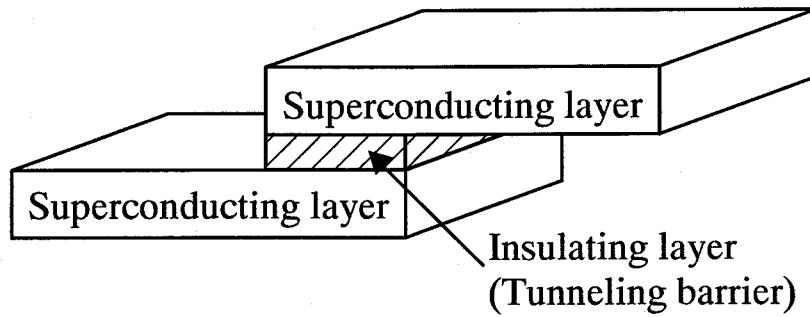 Superconducting layer
Superconducting layer
Insulating layer
(Tunneling barrier)